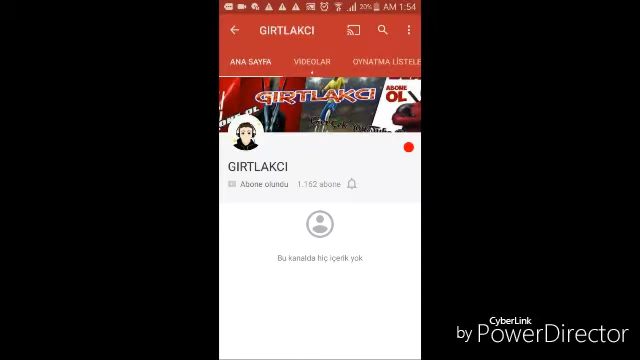 20% AM 1:54
GIRTLAKCI
ANA SAYFA VİDEOLAR OYNATMA LİSTELE
GIRTLAKCI
ABONE
OL
GIRTLAKCI
Abone olundu 1.162 abone
Bu kanalda hiç içerik yok
CyberLink
by PowerDirector